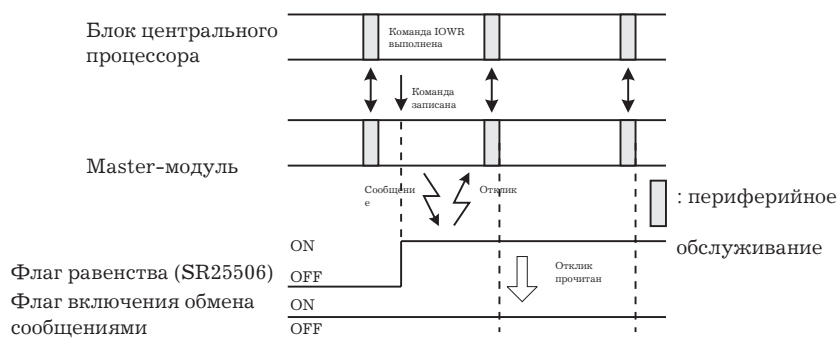 Блок центрального
процессора
Команда IOWR
выполнена
Команда
записана
Master-модуль
Сообщени
е
Отклик
: периферийное
обслуживание
ON
Флаг равенства (SR25506)
OFF
Отклик
прочитан
Флаг включения обмена
сообщениями
ON
OFF